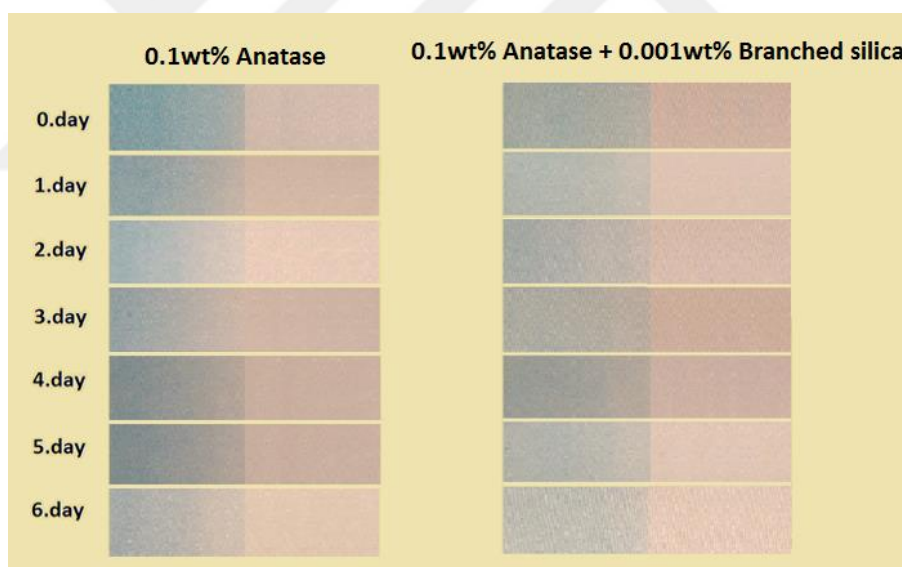 0.1wt% Anatase
0.1wt% Anatase + 0.001wt% Branched silica
0.day
1.day
2.day
3.day
4.day
5.day
6.day